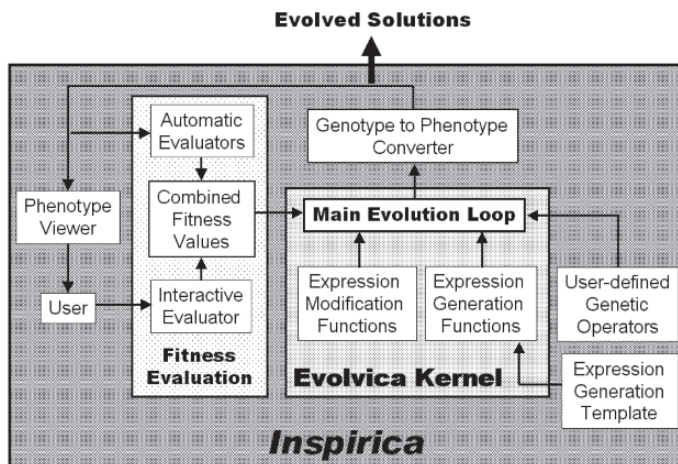 Evolved Solutions
Automatic
Evaluators
Genotype to Phenotype
Converter
Phenotype
Viewer
Combined
Fitness
Values
Main Evolution Loop
User
Interactive
Evaluator
Expression
Modification
Functions
Expression
Generation
Functions
User-defined
Genetic
Operators
Fitness
Evaluation
Evolvica Kernel
Expression
Generation
Template
Inspirica